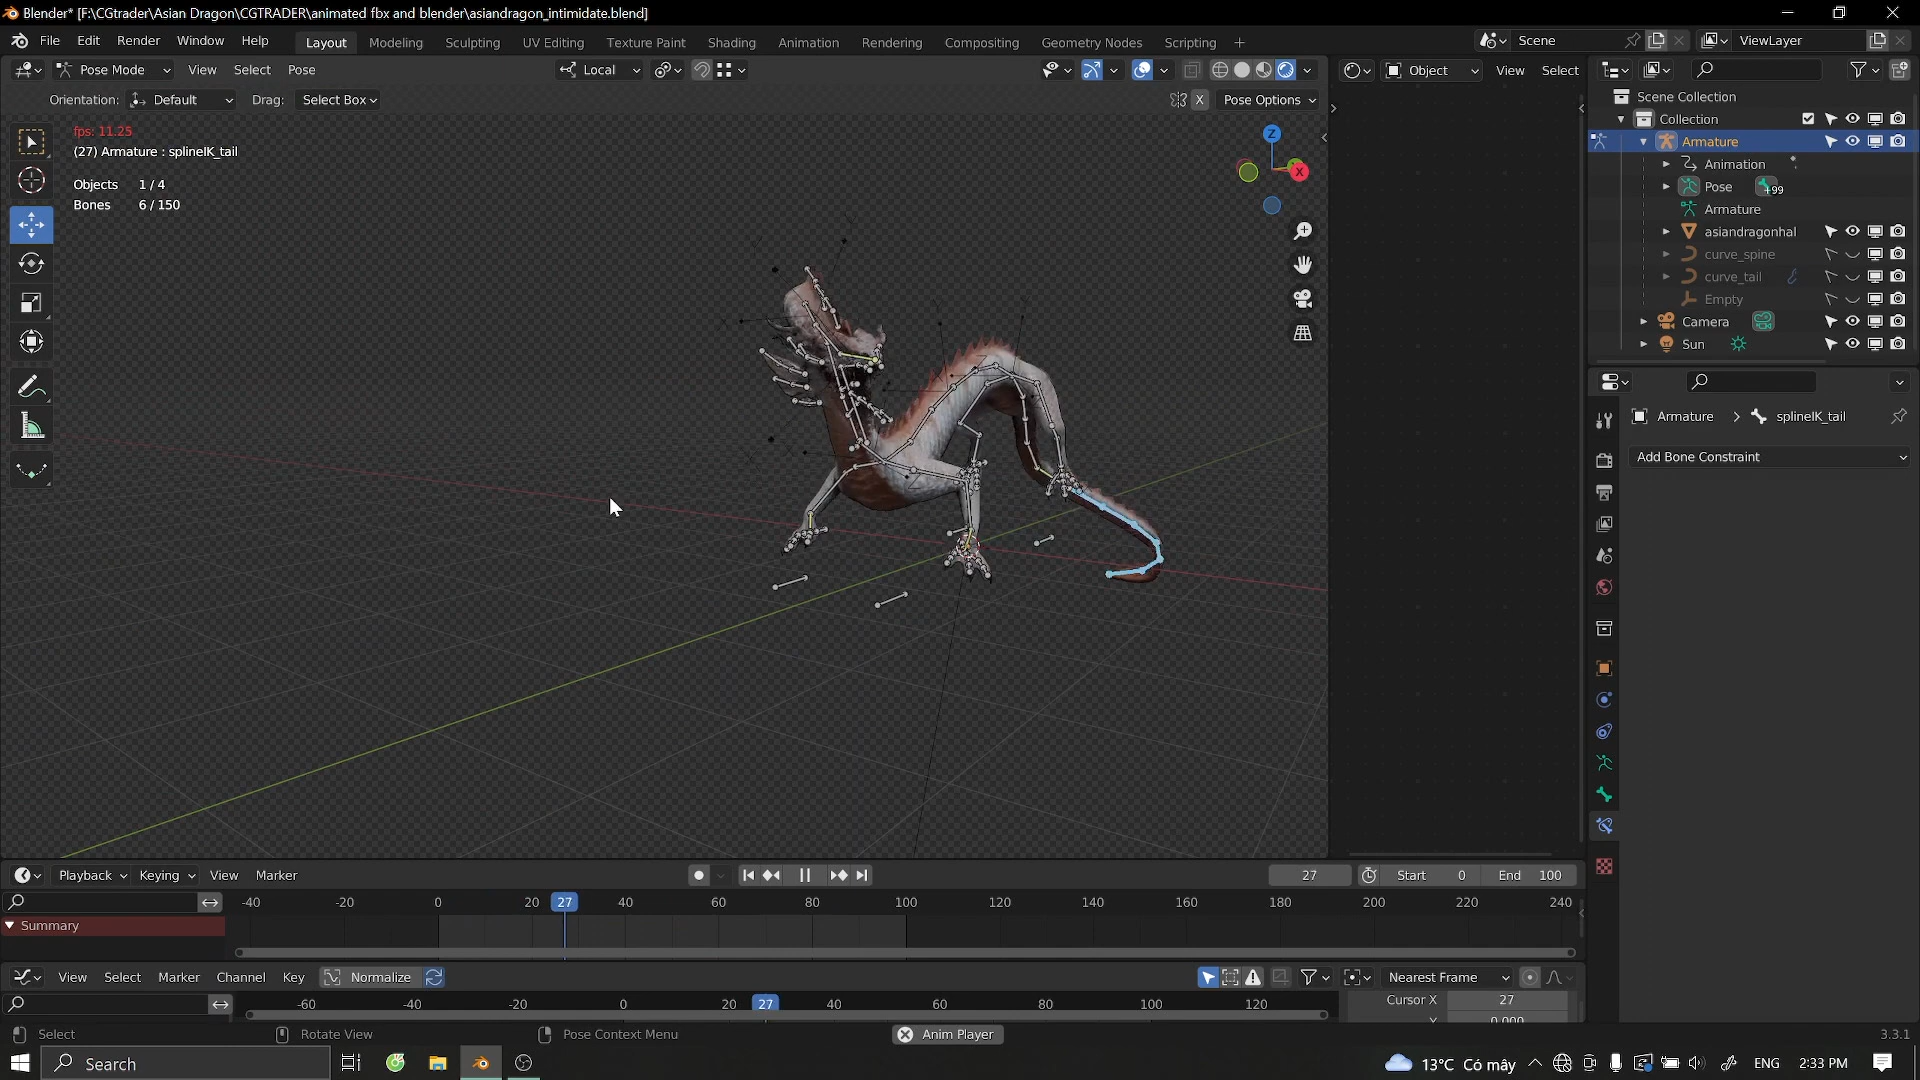 Blender* [F:\CGtrader\Asian Dragon\CGTRADER\animated fbx and blender\asiandragon_intimidate.blend]
File Edit Render Window Help Layout Modeling Sculpting UV Editing Texture Paint Shading Animation Rendering Compositing Geometry Nodes Scripting + Scene ViewLayer
Pose Mode View Select Pose Local Object View Select
Orientation: Default Drag: Select Box X Pose Options
Scene Collection
Collection
Armature
Animation
Pose +99
Armature
asiandragonhal
curve_spine
curve_tail
Empty
Camera
Sun
fps: 11.25
(27) Armature : splineIK_tail
Objects 1/4
Bones 6/150
Z
X
Armature > splineIK_tail
Add Bone Constraint
Playback Keying View Marker 27 Start 0 End 100
-40 -20 0 20 27 40 60 80 100 120 140 160 180 200 220 240
Summary
View Select Marker Channel Key Normalize Nearest Frame
-60 -40 -20 0 20 27 40 60 80 100 120
Cursor X 27
Y 0.000
Select Rotate View Pose Context Menu Anim Player 3.3.1
Search 13°C Có mây ENG 2:33 PM